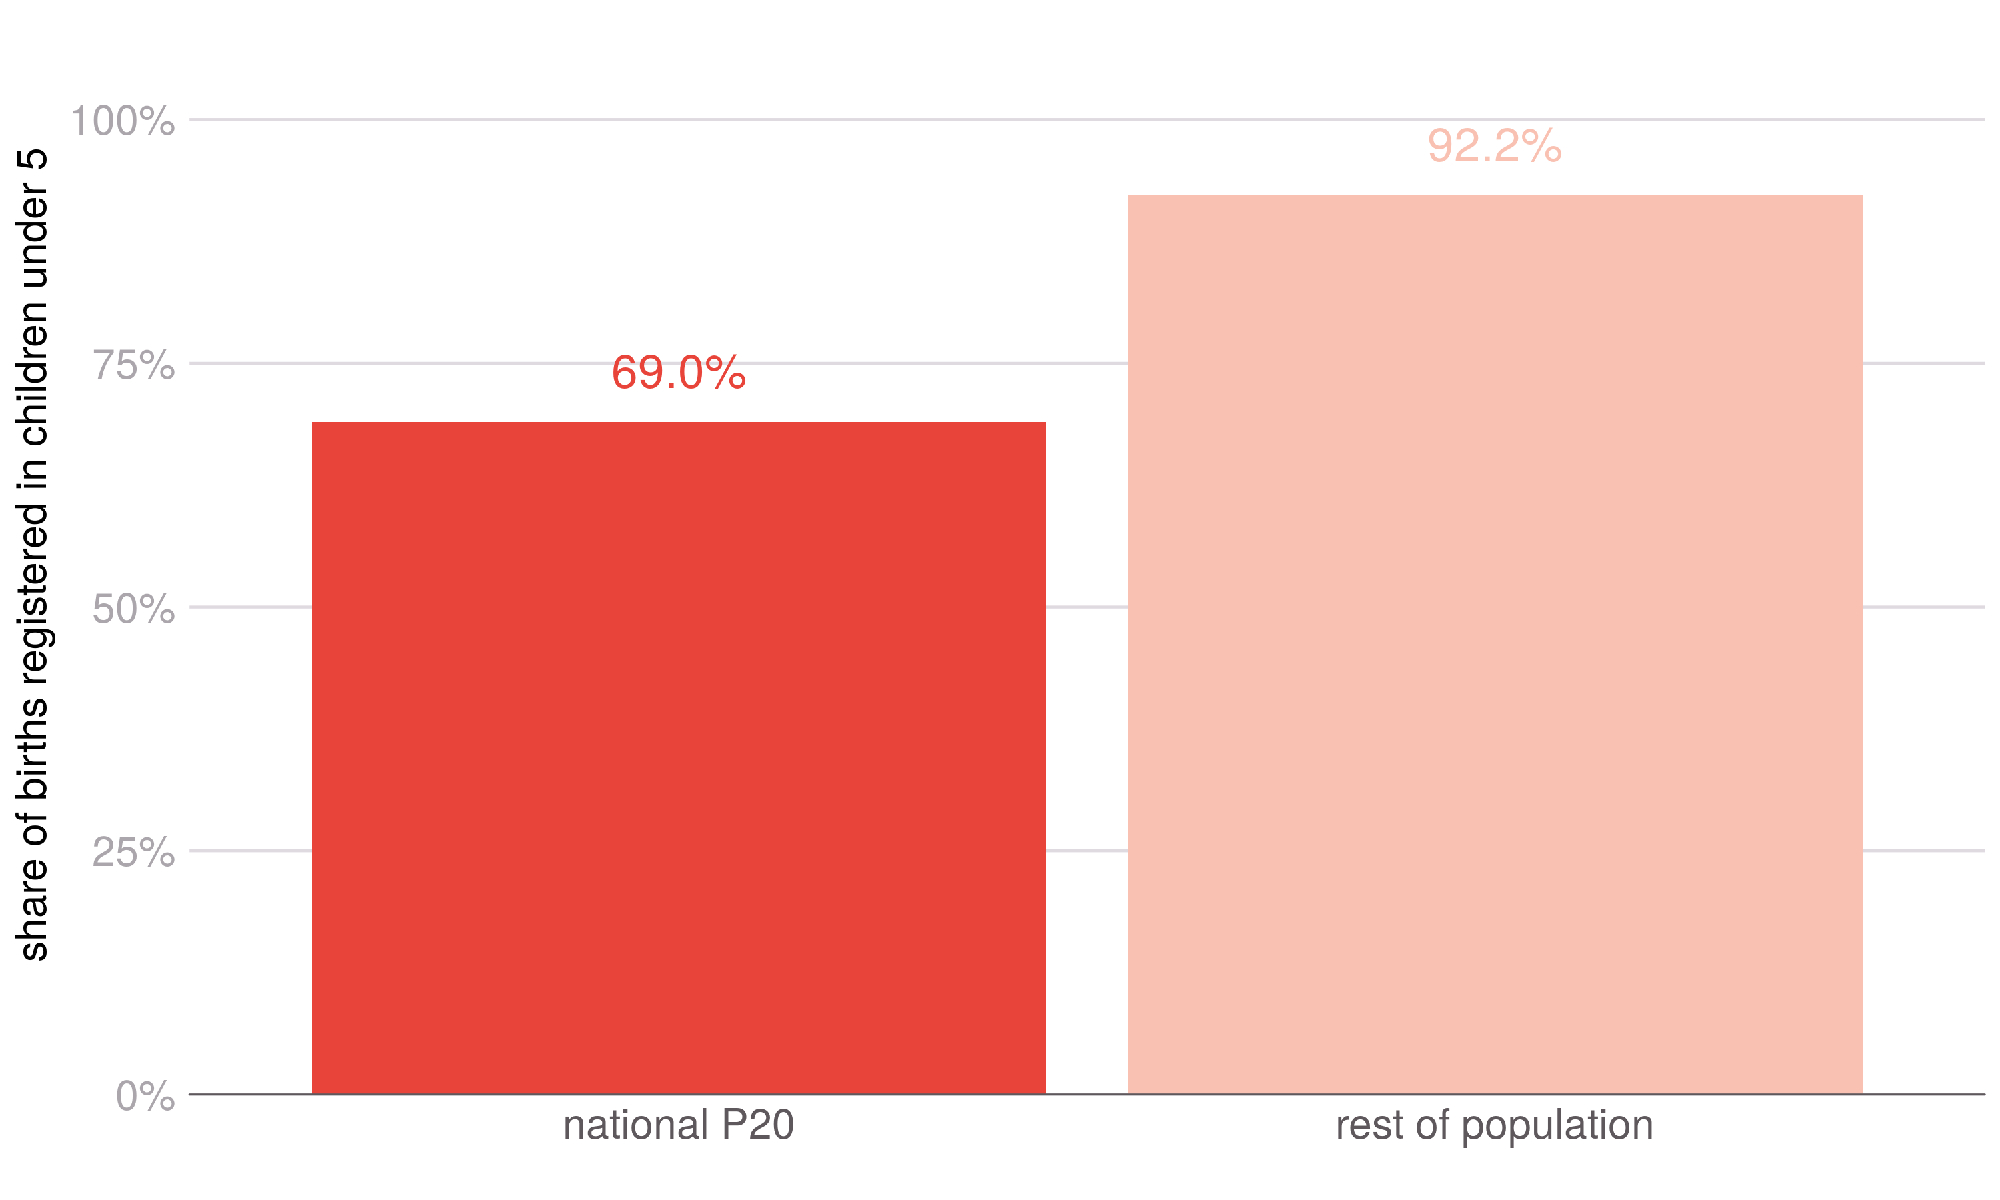 share of births registered in children under 5
100%
75%
50%
25%
0%
69.0%
92.2%
national P20
rest of population